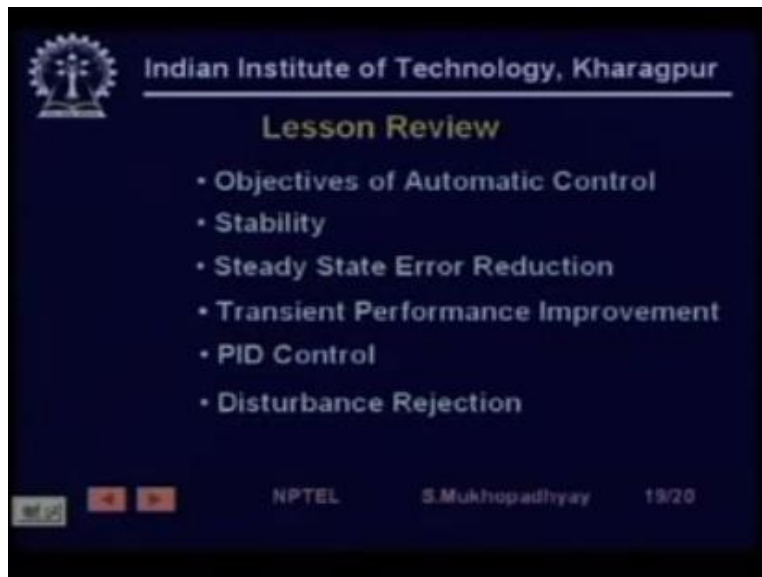 Indian Institute of Technology, Kharagpur
Lesson Review
• Objectives of Automatic Control
• Stability
• Steady State Error Reduction
• Transient Performance Improvement
• PID Control
• Disturbance Rejection
NPTEL S.Mukhopadhyay 19/20